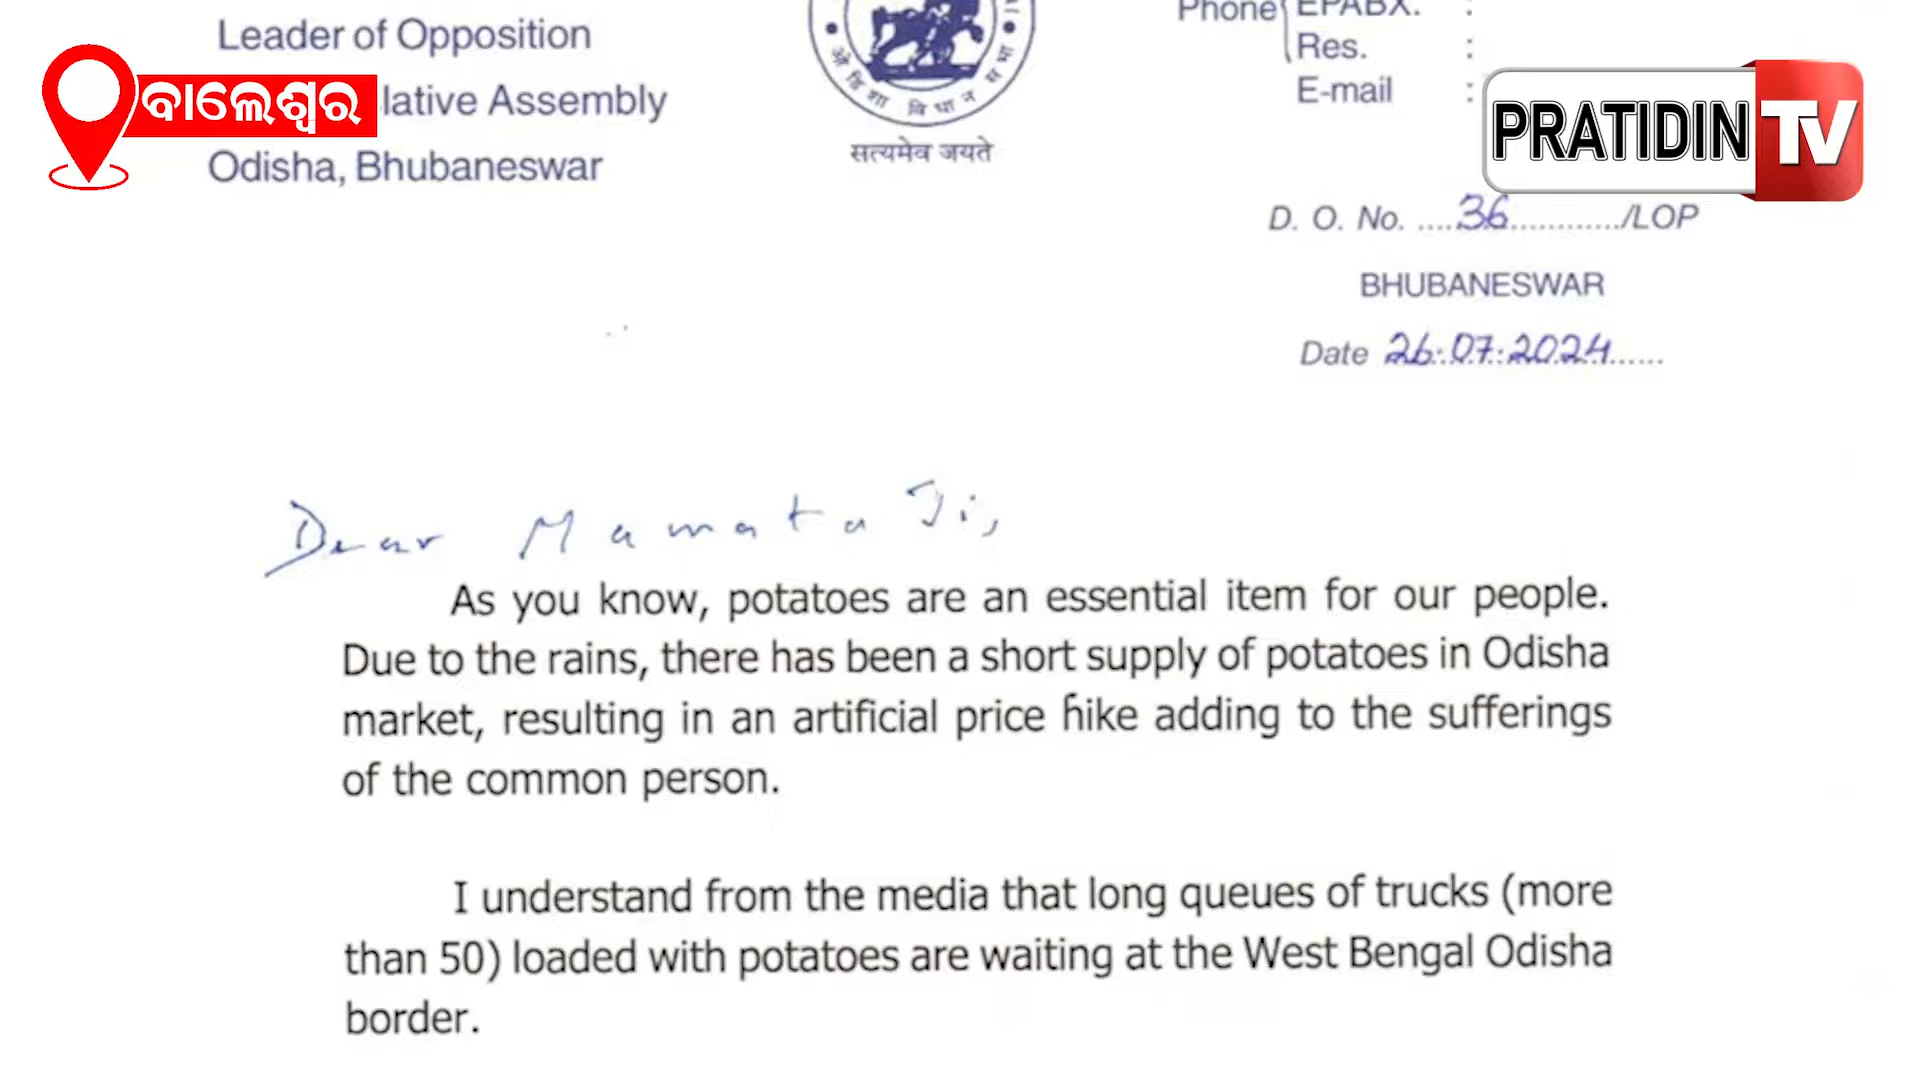 Leader of Opposition
lative Assembly
Odisha, Bhubaneswar
ବାଲେଶ୍ୱର
ओडिशा विधान सभा
सत्यमेव जयते
Phone EPABX. :
Res. :
E-mail :
PRATIDIN TV
D. O. No. ....36............/LOP
BHUBANESWAR
Date 26.07.2024......
Dear Mamata Ji,
As you know, potatoes are an essential item for our people.
Due to the rains, there has been a short supply of potatoes in Odisha
market, resulting in an artificial price hike adding to the sufferings
of the common person.
I understand from the media that long queues of trucks (more
than 50) loaded with potatoes are waiting at the West Bengal Odisha
border.